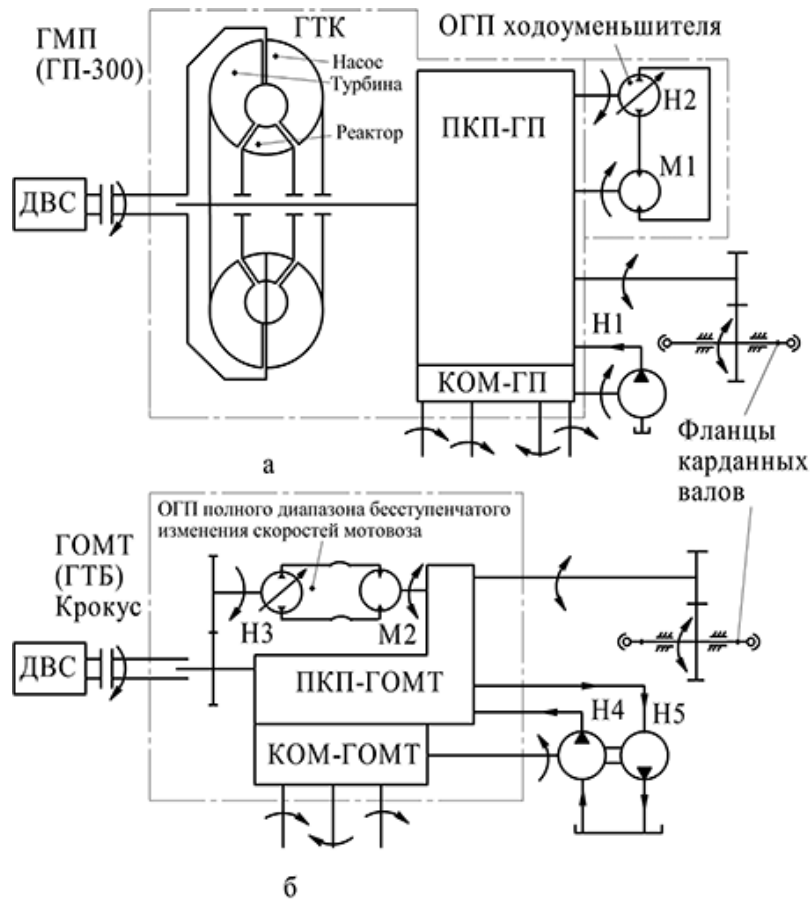 ГМП
(ГП-300)
ГТК
Насос
Турбина
Реактор
ОГП ходоуменьшителя
ПКП-ГП
Н2
М1
ДВС
Н1
КОМ-ГП
Фланцы
карданных
валов
а
ОГП полного диапазона бесступенчатого
изменения скоростей мотовоза
ГОМТ
(ГТБ)
Крокус
Н3
М2
ДВС
ПКП-ГОМТ
Н4
Н5
КОМ-ГОМТ
б